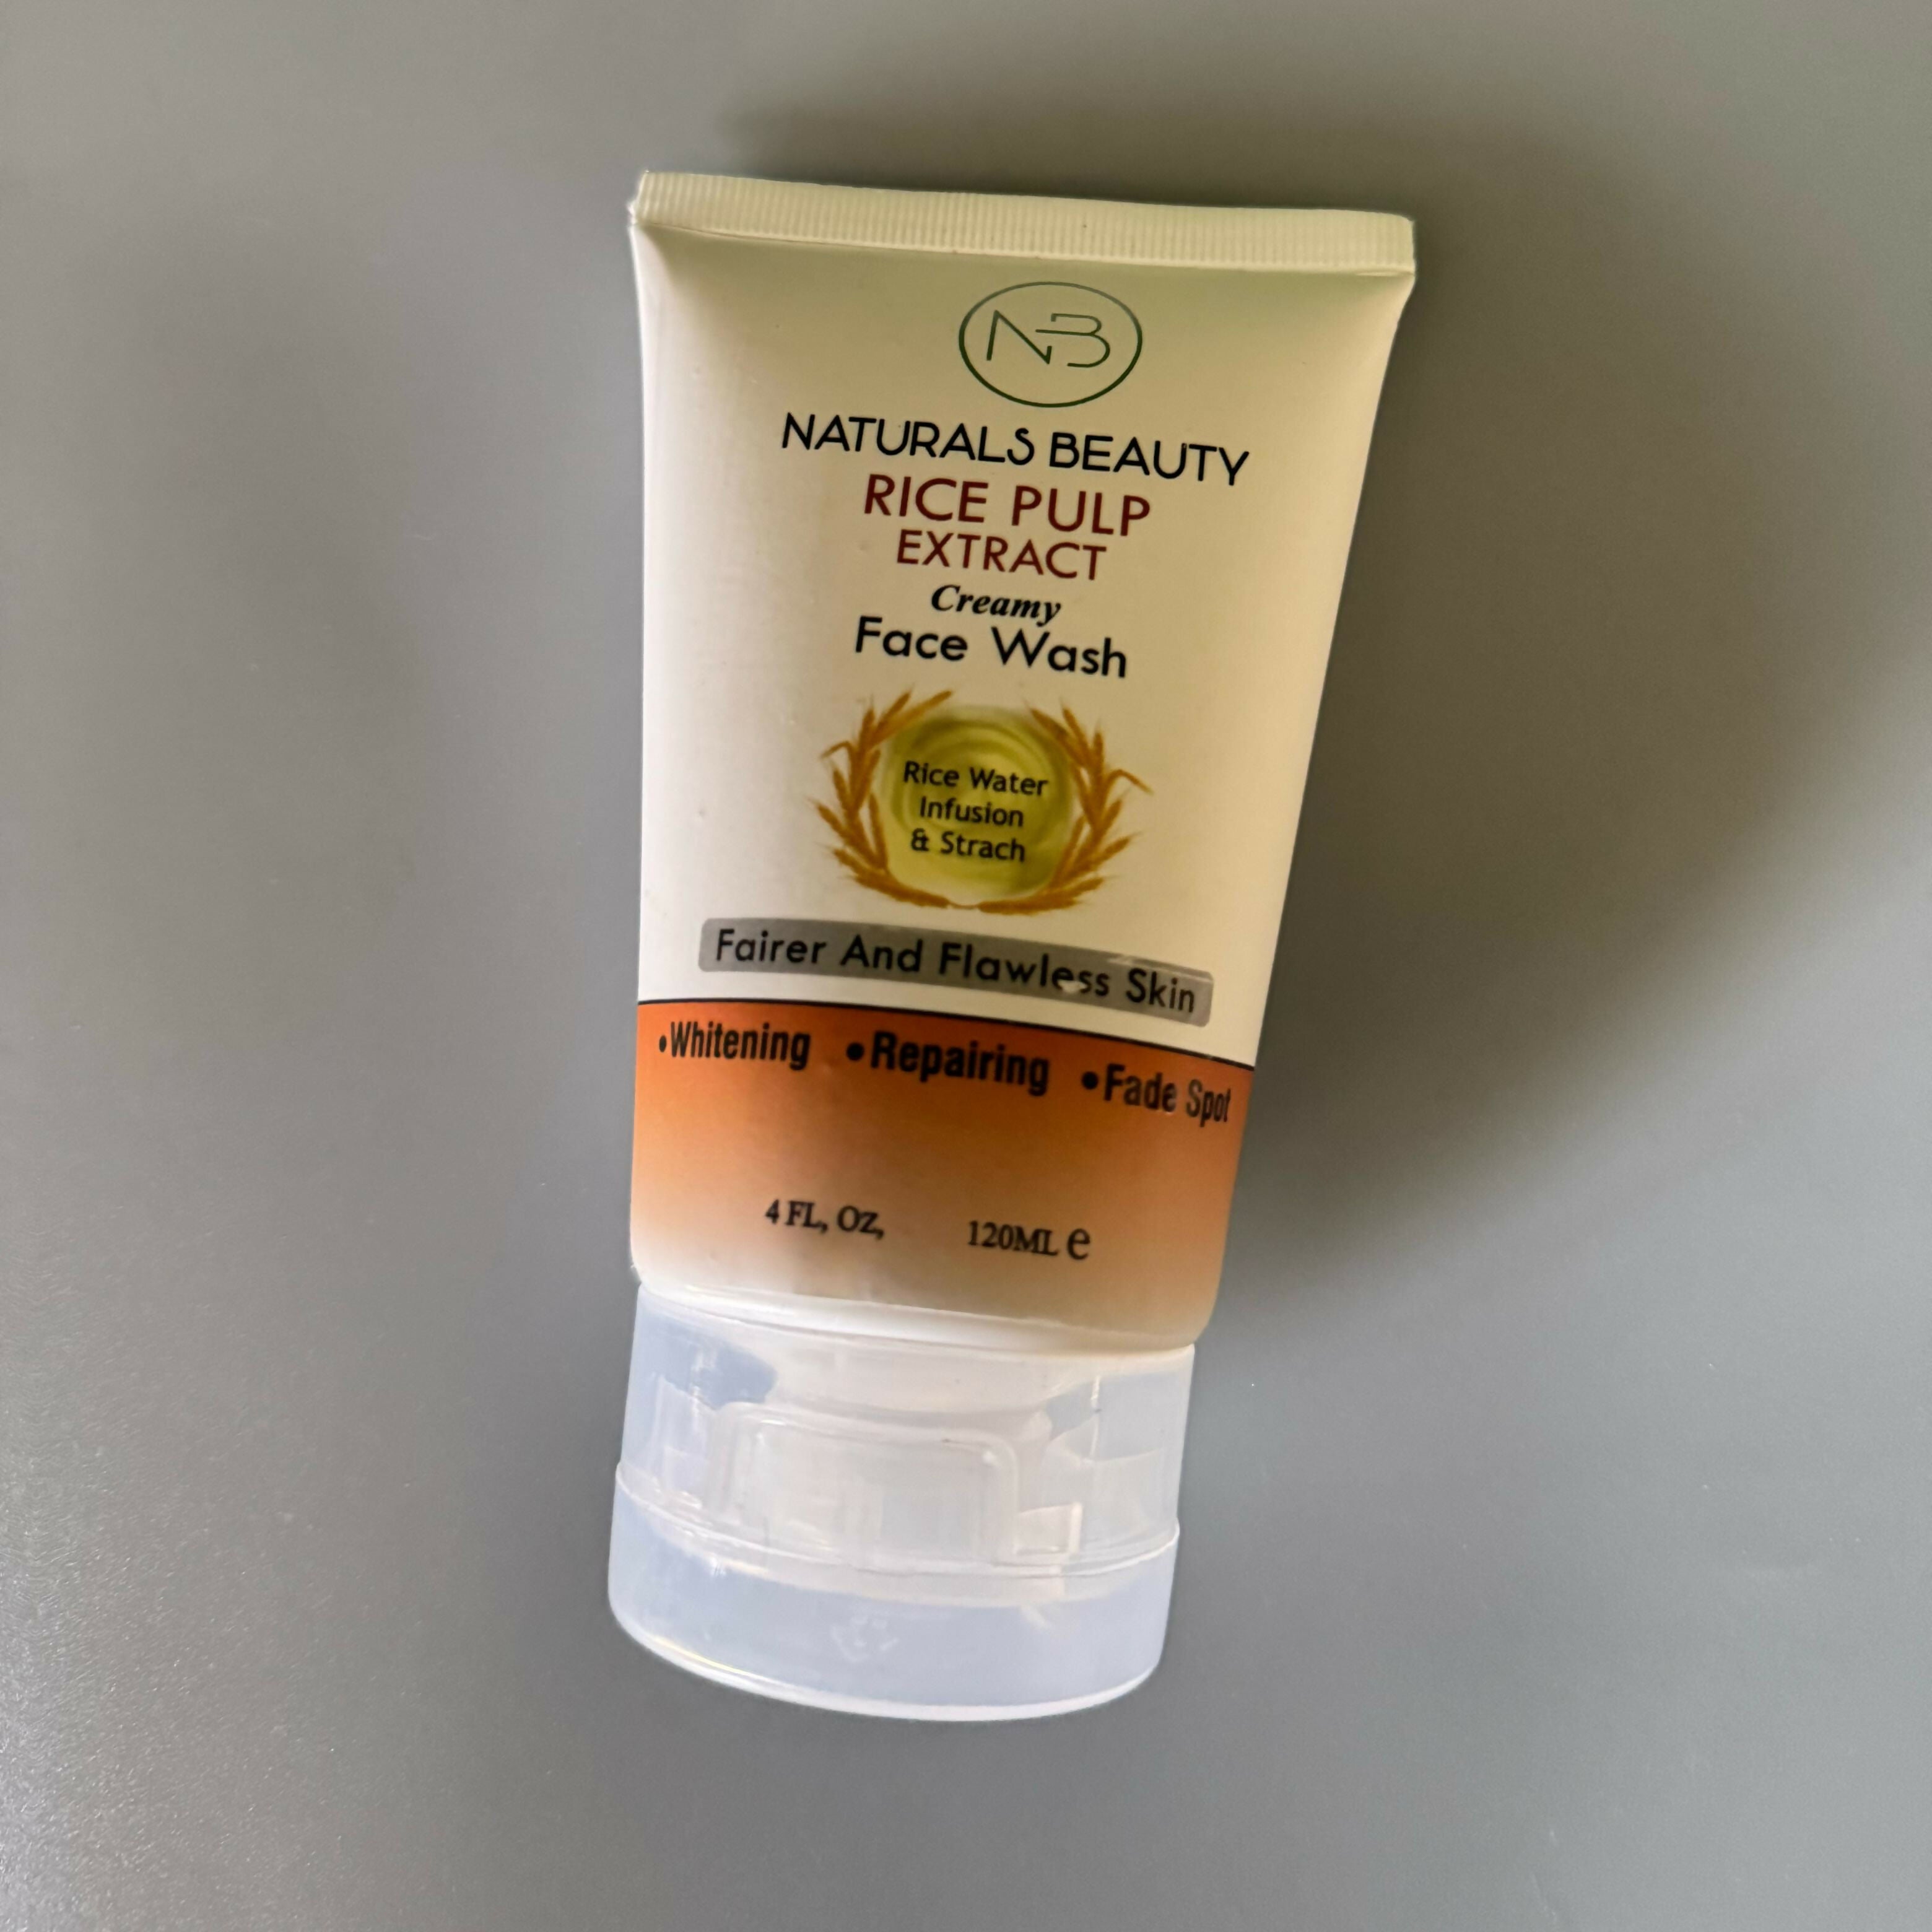 NB
NATURALS BEAUTY
RICE PULP
EXTRACT
Creamy
Face Wash
Rice Water
Infusion
& Strach
Fairer And Flawless Skin
•Whitening •Repairing •Fade Spot
4 FL, OZ, 120ML e